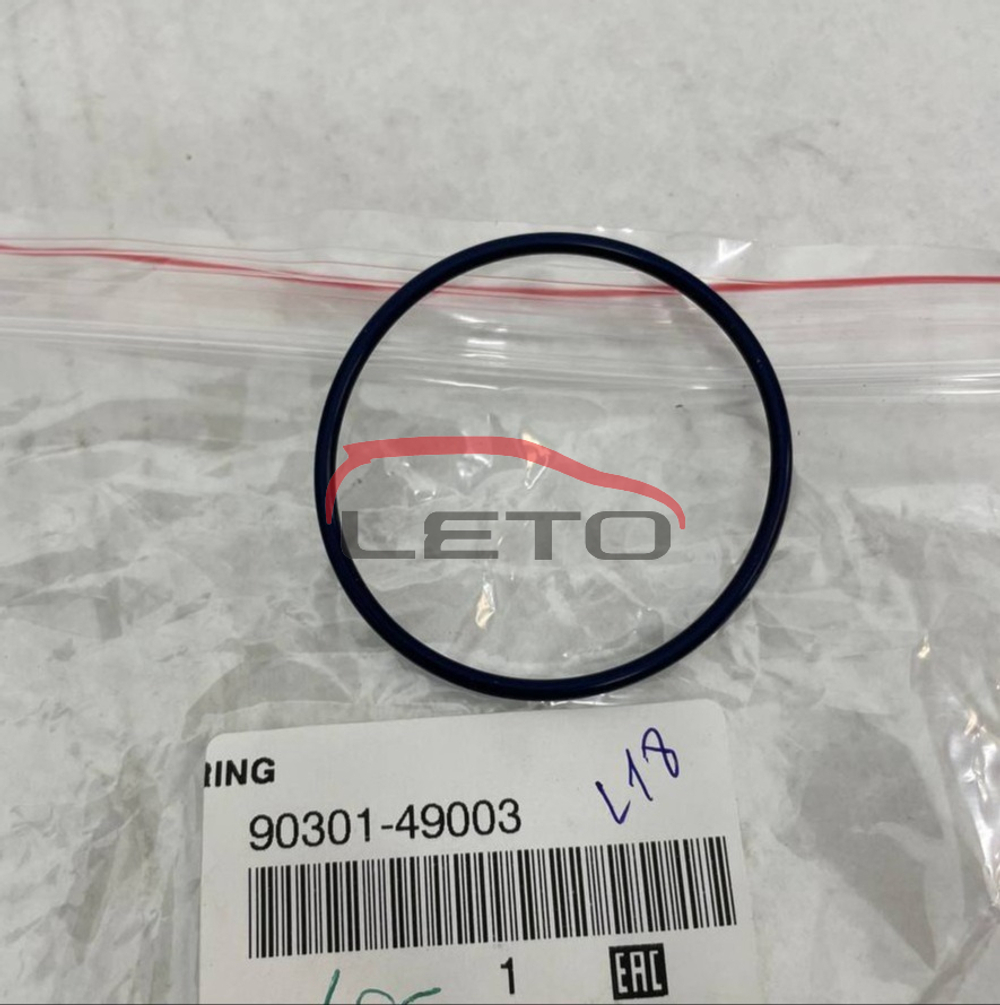 LETO
RING
90301-49003
L18
1
EAC